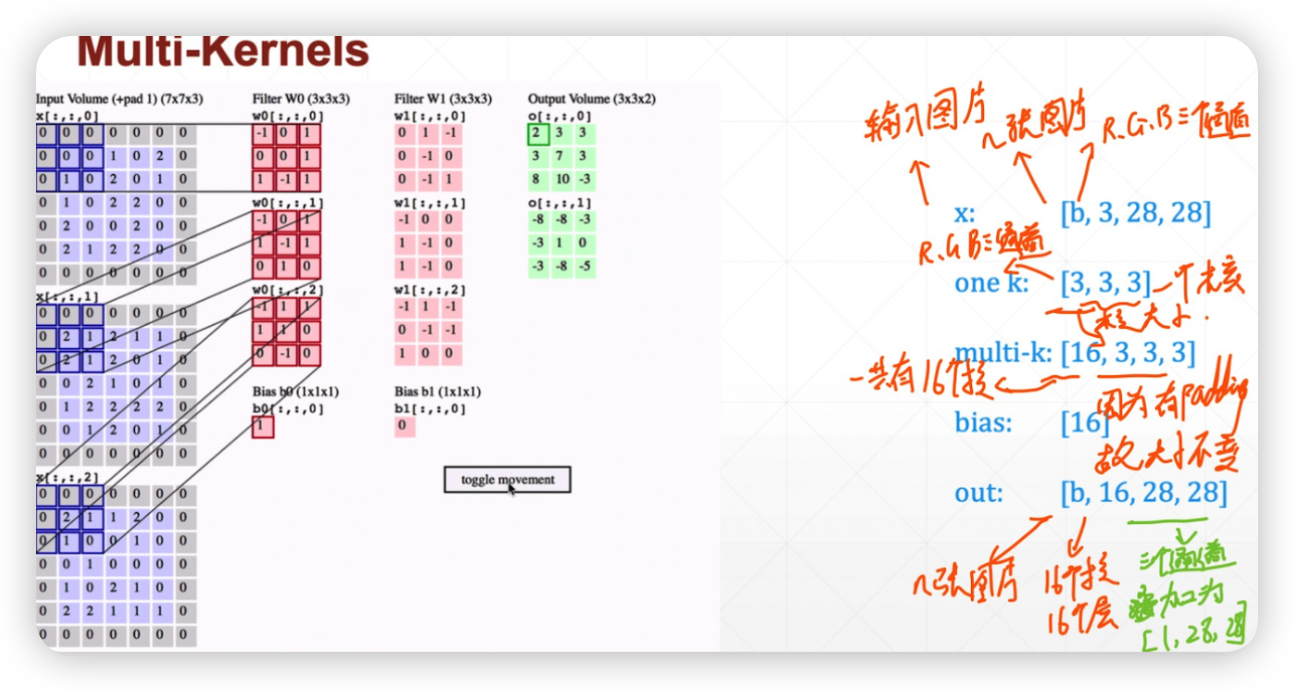 Multi-Kernels
Input Volume (+pad 1) (7x7x3)
x[:,:,0]
0 0 0 0 0 0 0
0 0 0 1 0 2 0
0 1 0 2 0 1 0
0 1 0 2 2 0 0
0 2 0 0 2 0 0
0 2 1 2 2 0 0
0 0 0 0 0 0 0
x[:,:,1]
0 0 0 0 0 0 0
0 2 1 2 1 1 0
0 2 1 2 0 1 0
0 0 2 1 0 1 0
0 1 2 2 2 2 0
0 0 1 2 0 1 0
0 0 0 0 0 0 0
x[:,:,2]
0 0 0 0 0 0 0
0 2 1 1 2 0 0
0 1 0 0 1 0 0
0 0 1 0 0 0 0
0 1 0 2 1 0 0
0 2 2 1 1 1 0
0 0 0 0 0 0 0
Filter W0 (3x3x3)
w0[:,:,0]
-1 0 1
0 0 1
1 -1 1
w0[:,:,1]
-1 0 1
1 -1 1
0 1 0
w0[:,:,2]
-1 1 1
1 1 0
0 -1 0
Bias b0 (1x1x1)
b0[:,:,0]
1
Filter W1 (3x3x3)
w1[:,:,0]
0 1 -1
0 -1 0
0 -1 1
w1[:,:,1]
-1 0 0
1 -1 0
1 -1 0
w1[:,:,2]
-1 1 -1
0 -1 -1
1 0 0
Bias b1 (1x1x1)
b1[:,:,0]
0
Output Volume (3x3x2)
o[:,:,0]
2 3 3
3 7 3
8 10 -3
o[:,:,1]
-8 -8 -3
-3 1 0
-3 -8 -5
toggle movement
输入图片
n张图片
R.G.B三个通道
x: [b, 3, 28, 28]
R.G.B三通道
one k: [3, 3, 3]
一个
核大小.
multi-k: [16, 3, 3, 3]
一共有16个核
因为有padding
bias: [16]
故大小不变
out: [b, 16, 28, 28]
n张图片
16个核
16个层
三个通道
加工为
[1, 28, 28]